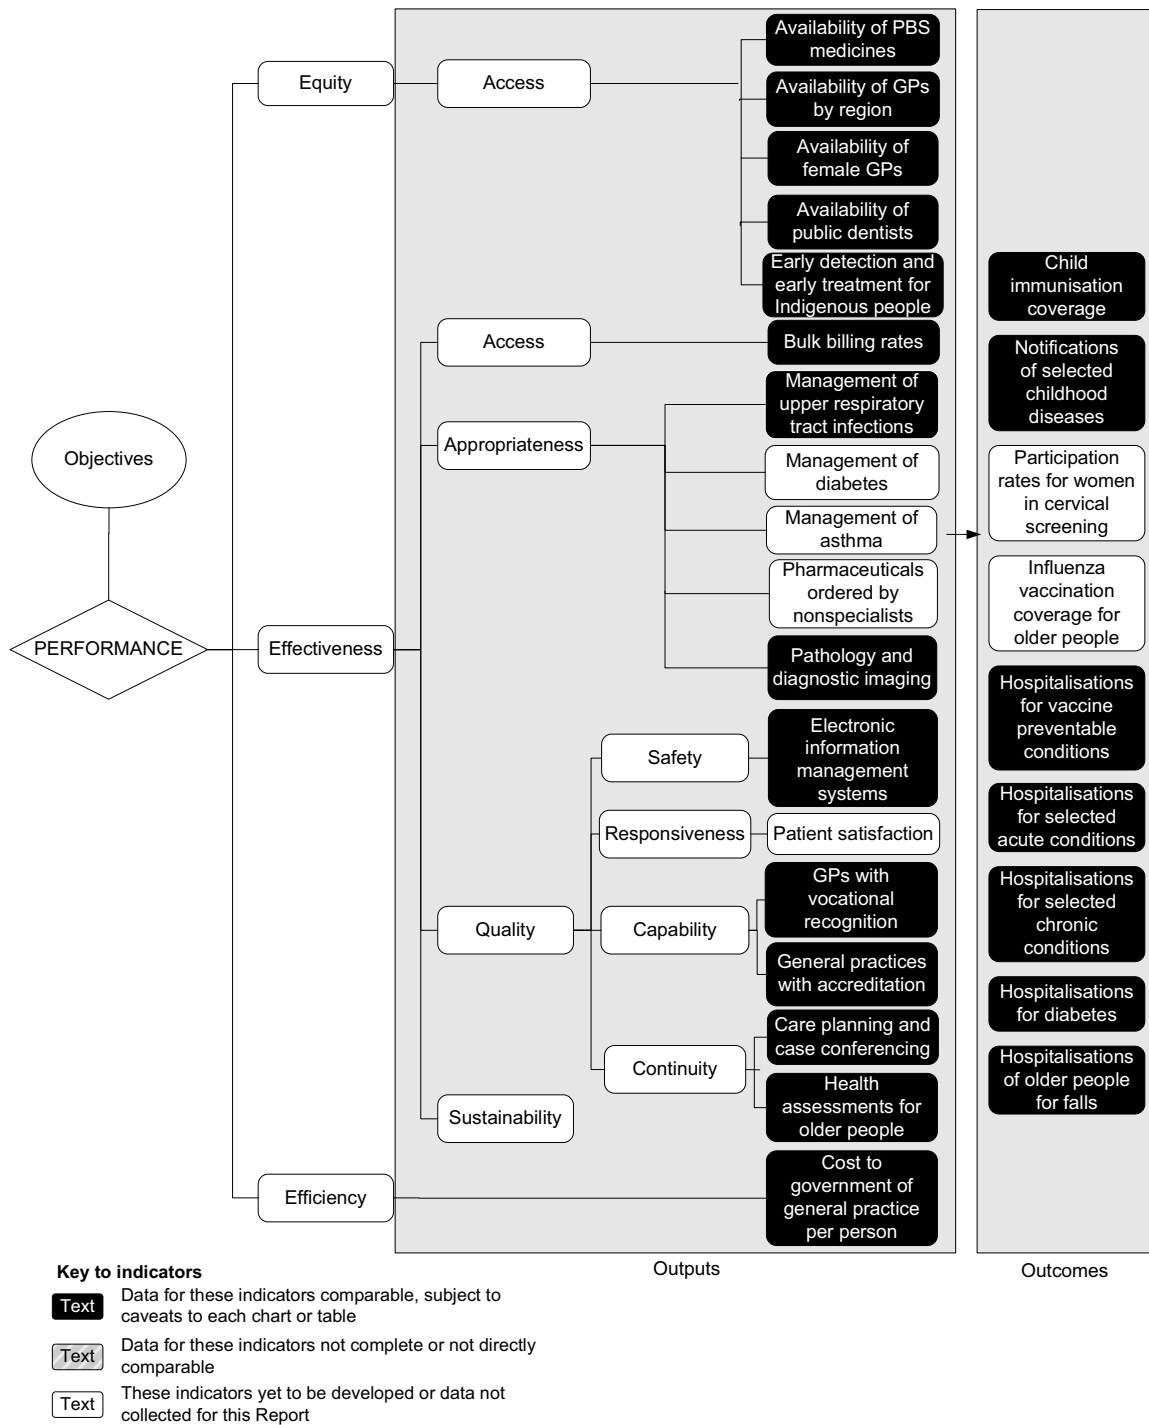 Objectives
PERFORMANCE
Equity
Effectiveness
Efficiency
Access
Access
Appropriateness
Quality
Sustainability
Safety
Responsiveness
Capability
Continuity
Availability of PBS
medicines
Availability of GPs
by region
Availability of
female GPs
Availability of
public dentists
Early detection and
early treatment for
Indigenous people
Bulk billing rates
Management of
upper respiratory
tract infections
Management of
diabetes
Management of
asthma
Pharmaceuticals
ordered by
nonspecialists
Pathology and
diagnostic imaging
Electronic
information
management
systems
Patient satisfaction
GPs with
vocational
recognition
General practices
with accreditation
Care planning and
case conferencing
Health
assessments for
older people
Cost to
government of
general practice
per person
Outputs
Child
immunisation
coverage
Notifications
of selected
childhood
diseases
Participation
rates for women
in cervical
screening
Influenza
vaccination
coverage for
older people
Hospitalisations
for vaccine
preventable
conditions
Hospitalisations
for selected
acute conditions
Hospitalisations
for selected
chronic
conditions
Hospitalisations
for diabetes
Hospitalisations
of older people
for falls
Outcomes
Key to indicators
Text
Data for these indicators comparable, subject to
caveats to each chart or table
Text
Data for these indicators not complete or not directly
comparable
Text
These indicators yet to be developed or data not
collected for this Report